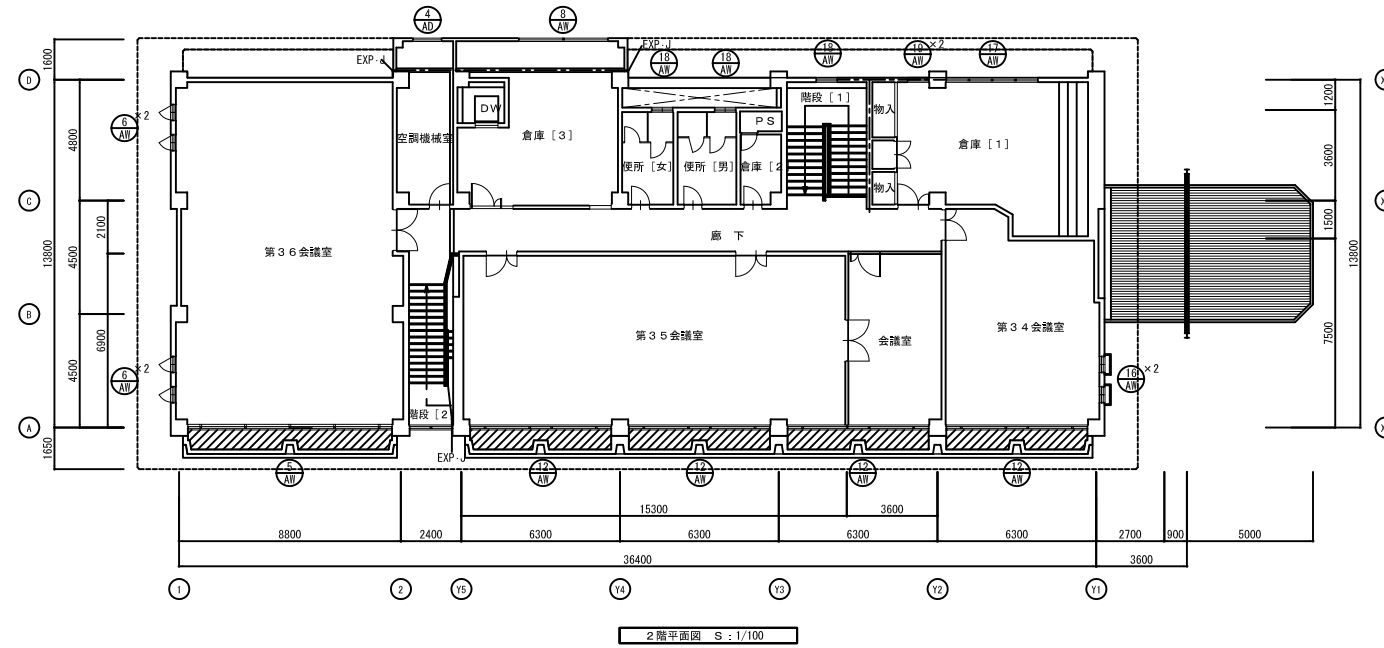 4
AD
8
AW
EXP.J
EXP.J
18
AW
18
AW
18
AW
19
AW
×2
17
AW
1600
D
C
B
A
4800
4500
4500
13800
2100
6900
1650
6
AW
×2
6
AW
×2
空調機械室
DW
倉庫［3］
便所［女］
便所［男］
PS
倉庫［2
階段［1］
物入
物入
倉庫［1］
廊 下
第３６会議室
第３５会議室
会議室
第３４会議室
階段［2
EXP.J
16
AW
×2
1200
3600
1500
7500
13800
X
X
X
5
AW
12
AW
12
AW
12
AW
12
AW
15300
3600
8800
2400
6300
6300
6300
6300
2700
900
5000
36400
3600
1
2
Y5
Y4
Y3
Y2
Y1
２階平面図 S：1/100